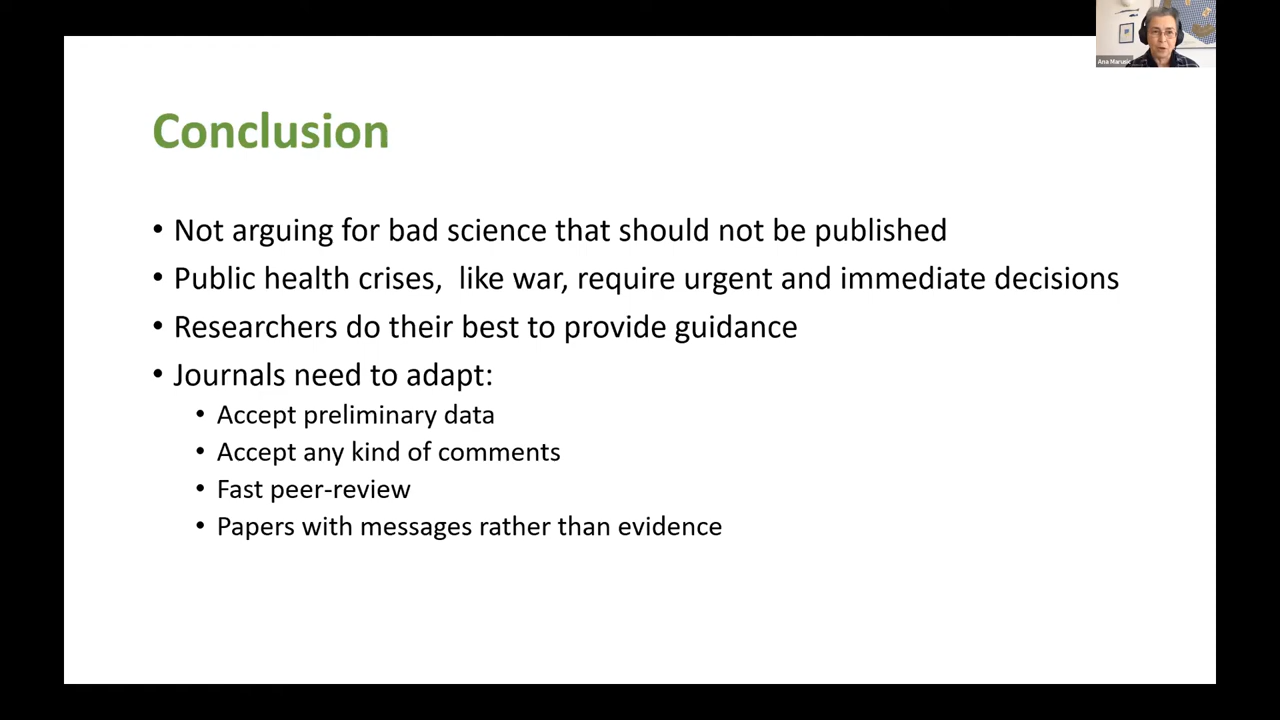 Ana Marusic
Conclusion
• Not arguing for bad science that should not be published
• Public health crises,  like war, require urgent and immediate decisions
• Researchers do their best to provide guidance
• Journals need to adapt:
• Accept preliminary data
• Accept any kind of comments
• Fast peer-review
• Papers with messages rather than evidence